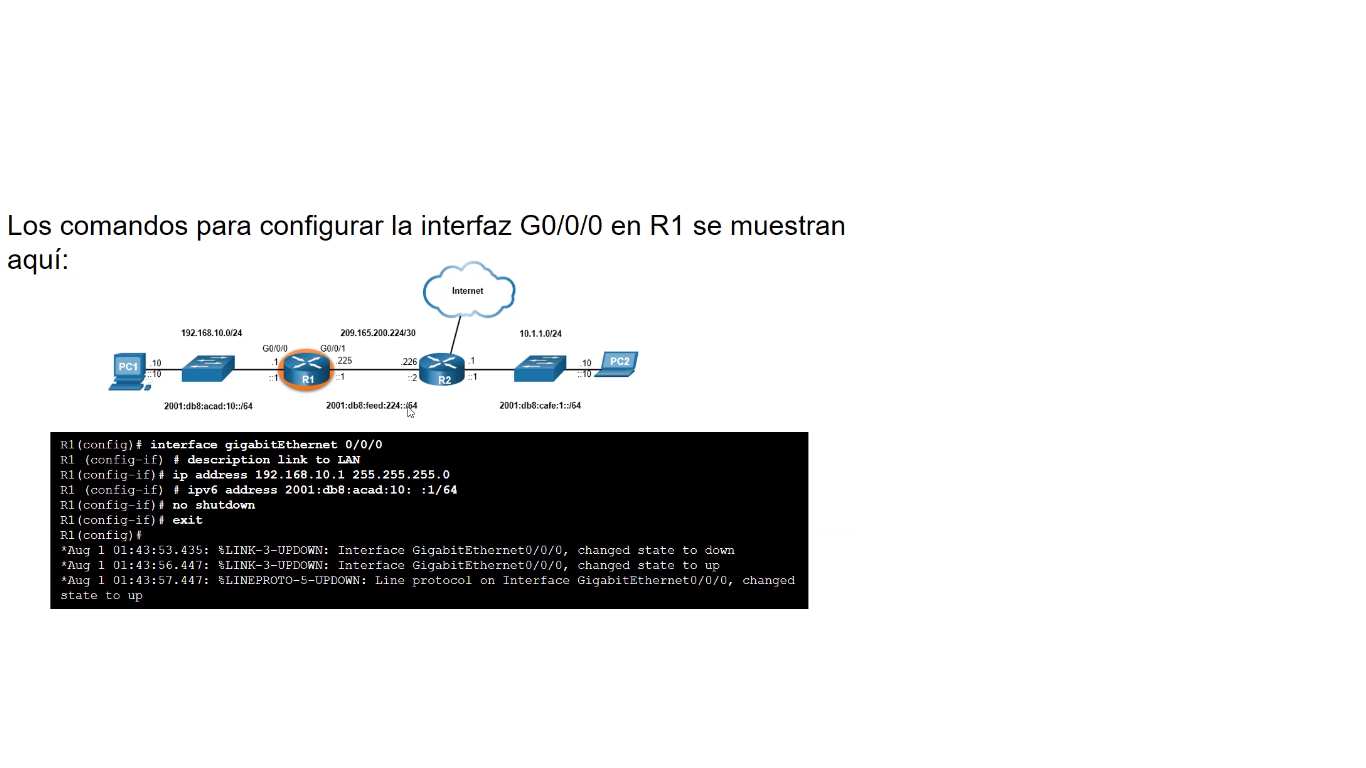 Los comandos para configurar la interfaz G0/0/0 en R1 se muestran
aquí:
Internet
192.168.10.0/24
209.165.200.224/30
10.1.1.0/24
G0/0/0
G0/0/1
PC1
.10
::10
.1
::1
R1
.225
::1
.226
::2
R2
.1
::1
.10
::10
PC2
2001:db8:acad:10::/64
2001:db8:feed:224::/64
2001:db8:cafe:1::/64
R1(config)# interface gigabitEthernet 0/0/0
R1 (config-if) # description link to LAN
R1(config-if)# ip address 192.168.10.1 255.255.255.0
R1 (config-if) # ipv6 address 2001:db8:acad:10: :1/64
R1(config-if)# no shutdown
R1(config-if)# exit
R1(config)#
*Aug 1 01:43:53.435: %LINK-3-UPDOWN: Interface GigabitEthernet0/0/0, changed state to down
*Aug 1 01:43:56.447: %LINK-3-UPDOWN: Interface GigabitEthernet0/0/0, changed state to up
*Aug 1 01:43:57.447: %LINEPROTO-5-UPDOWN: Line protocol on Interface GigabitEthernet0/0/0, changed
state to up